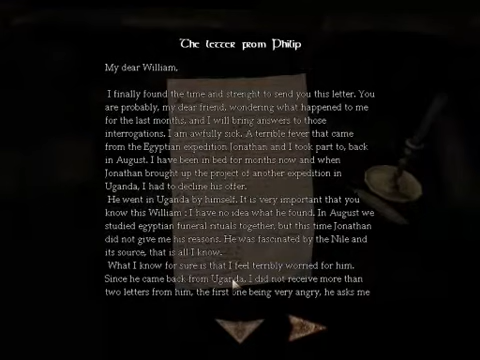 The letter from Philip
My dear William,
I finally found the time and strenght to send you this letter. You
are probably, my dear friend, wondering what happened to me
for the last months, and I will bring answers to those
interrogations. I am awfully sick. A terrible fever that came
from the Egyptian expedition Jonathan and I took part to, back
in August. I have been in bed for months now and when
Jonathan brought up the project of another expedition in
Uganda, I had to decline his offer.
He went in Uganda by himself. It is very important that you
know this William : I have no idea what he found. In August we
studied egyptian funeral rituals together, but this time Jonathan
did not give me his reasons. He was fascinated by the Nile and
its source, that is all I know.
What I know for sure is that I feel terribly worried for him.
Since he came back from Uganda, I did not receive more than
two letters from him, the first one being very angry, he asks me